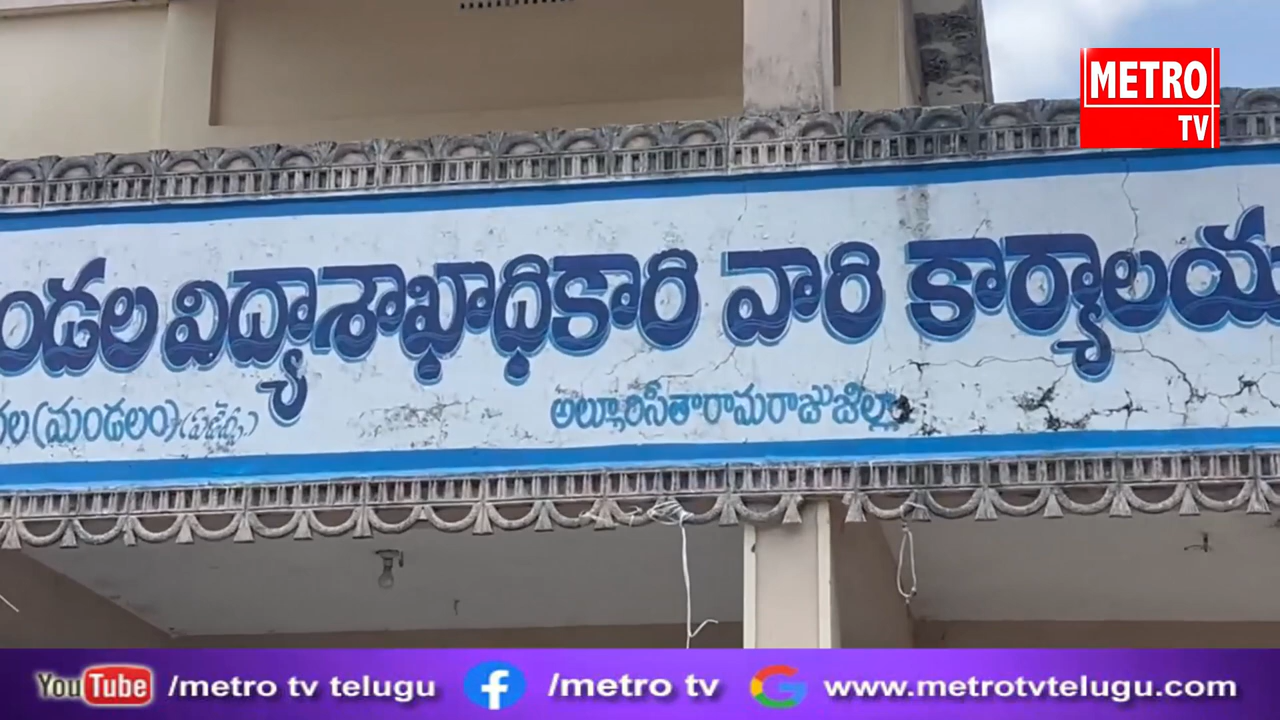 METRO
TV
మండల విద్యాశాఖాధికారి వారి కార్యాలయ
(మండలం)
అల్లూరిసీతారామరాజుజిల్లా
YouTube /metro tv telugu /metro tv www.metrotvtelugu.com